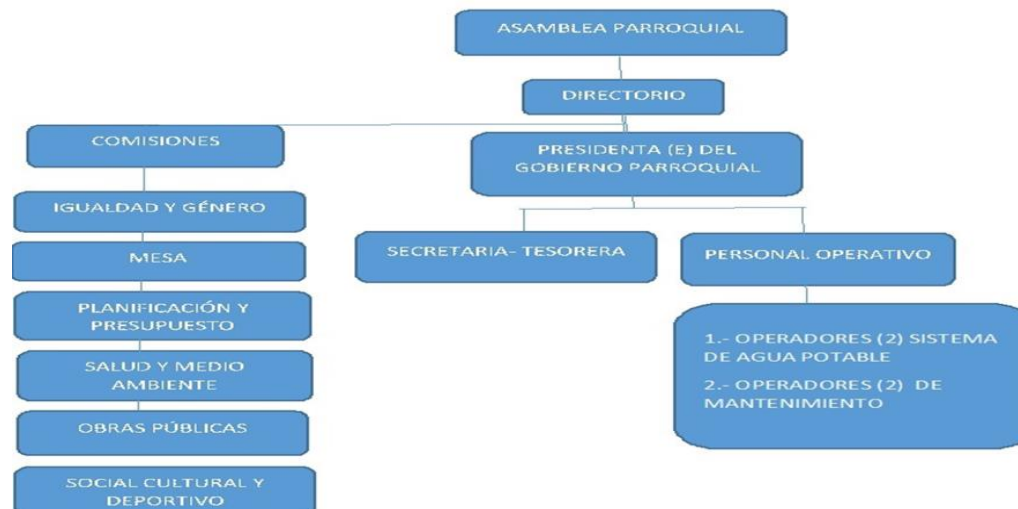 ASAMBLEA PARROQUIAL
DIRECTORIO
COMISIONES
PRESIDENTA (E) DEL
GOBIERNO PARROQUIAL
IGUALDAD Y GÉNERO
MESA
PLANIFICACIÓN Y
PRESUPUESTO
SALUD Y MEDIO
AMBIENTE
OBRAS PÚBLICAS
SOCIAL CULTURAL Y
DEPORTIVO
SECRETARIA- TESORERA
PERSONAL OPERATIVO
1.- OPERADORES (2) SISTEMA
DE AGUA POTABLE
2.- OPERADORES (2) DE
MANTENIMIENTO